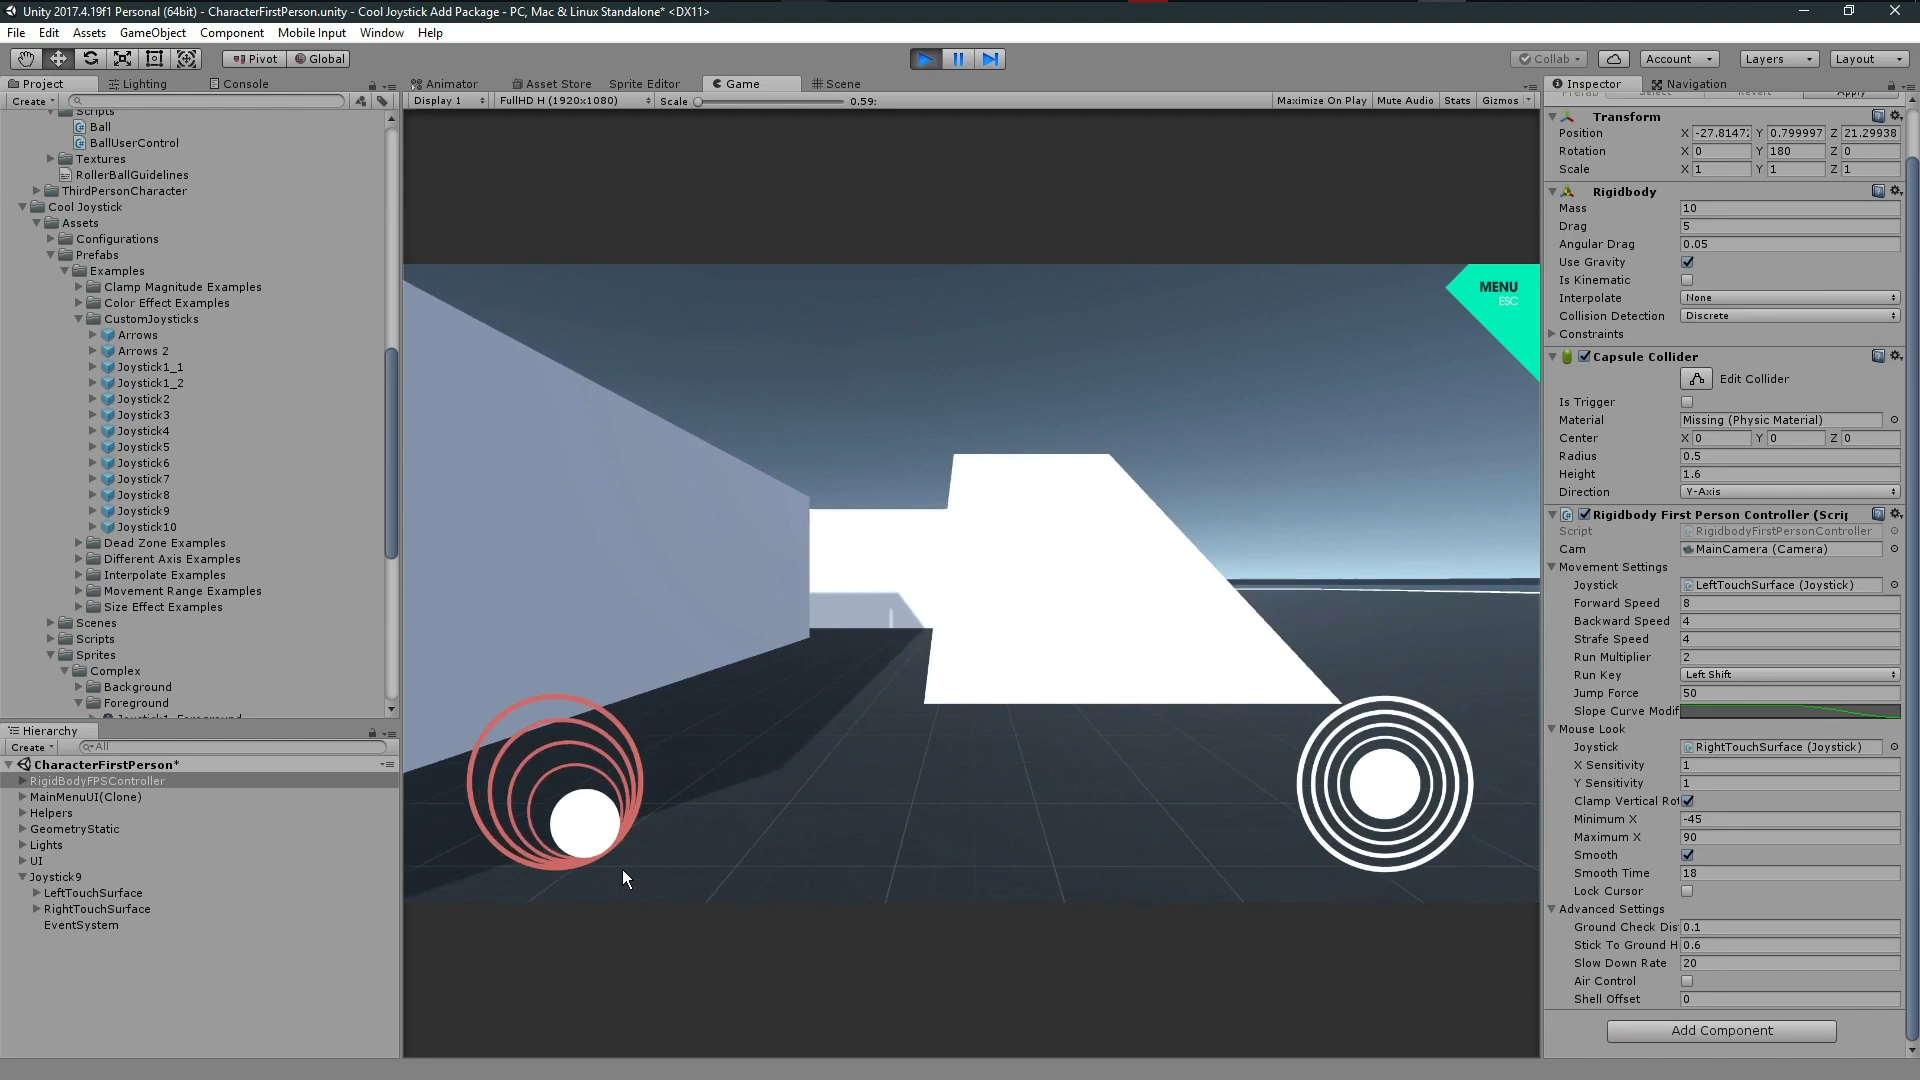 Unity 2017.4.19f1 Personal (64bit) - CharacterFirstPerson.unity - Cool Joystick Add Package - PC, Mac & Linux Standalone* <DX11>
File Edit Assets GameObject Component Mobile Input Window Help
Pivot Global Collab Account Layers Layout
Project Lighting Console
Create
Scripts
Ball
BallUserControl
Textures
RollerBallGuidelines
ThirdPersonCharacter
Cool Joystick
Assets
Configurations
Prefabs
Examples
Clamp Magnitude Examples
Color Effect Examples
CustomJoysticks
Arrows
Arrows 2
Joystick1_1
Joystick1_2
Joystick2
Joystick3
Joystick4
Joystick5
Joystick6
Joystick7
Joystick8
Joystick9
Joystick10
Dead Zone Examples
Different Axis Examples
Interpolate Examples
Movement Range Examples
Size Effect Examples
Scenes
Scripts
Sprites
Complex
Background
Foreground
Joystick1_Foreground
Hierarchy
Create All
CharacterFirstPerson*
RigidBodyFPSController
MainMenuUI(Clone)
Helpers
GeometryStatic
Lights
UI
Joystick9
LeftTouchSurface
RightTouchSurface
EventSystem
Animator Asset Store Sprite Editor Game Scene
Display 1 FullHD H (1920x1080) Scale 0.59: Maximize On Play Mute Audio Stats Gizmos
MENU
ESC
Inspector Navigation
Prefab Select Revert Apply
Transform
Position X -27.8147 Y 0.799997 Z 21.29938
Rotation X 0 Y 180 Z 0
Scale X 1 Y 1 Z 1
Rigidbody
Mass 10
Drag 5
Angular Drag 0.05
Use Gravity
Is Kinematic
Interpolate None
Collision Detection Discrete
Constraints
Capsule Collider
Edit Collider
Is Trigger
Material Missing (Physic Material)
Center X 0 Y 0 Z 0
Radius 0.5
Height 1.6
Direction Y-Axis
Rigidbody First Person Controller (Scrip
Script RigidbodyFirstPersonController
Cam MainCamera (Camera)
Movement Settings
Joystick LeftTouchSurface (Joystick)
Forward Speed 8
Backward Speed 4
Strafe Speed 4
Run Multiplier 2
Run Key Left Shift
Jump Force 50
Slope Curve Modif
Mouse Look
Joystick RightTouchSurface (Joystick)
X Sensitivity 1
Y Sensitivity 1
Clamp Vertical Rot
Minimum X -45
Maximum X 90
Smooth
Smooth Time 18
Lock Cursor
Advanced Settings
Ground Check Dis 0.1
Stick To Ground H 0.6
Slow Down Rate 20
Air Control
Shell Offset 0
Add Component